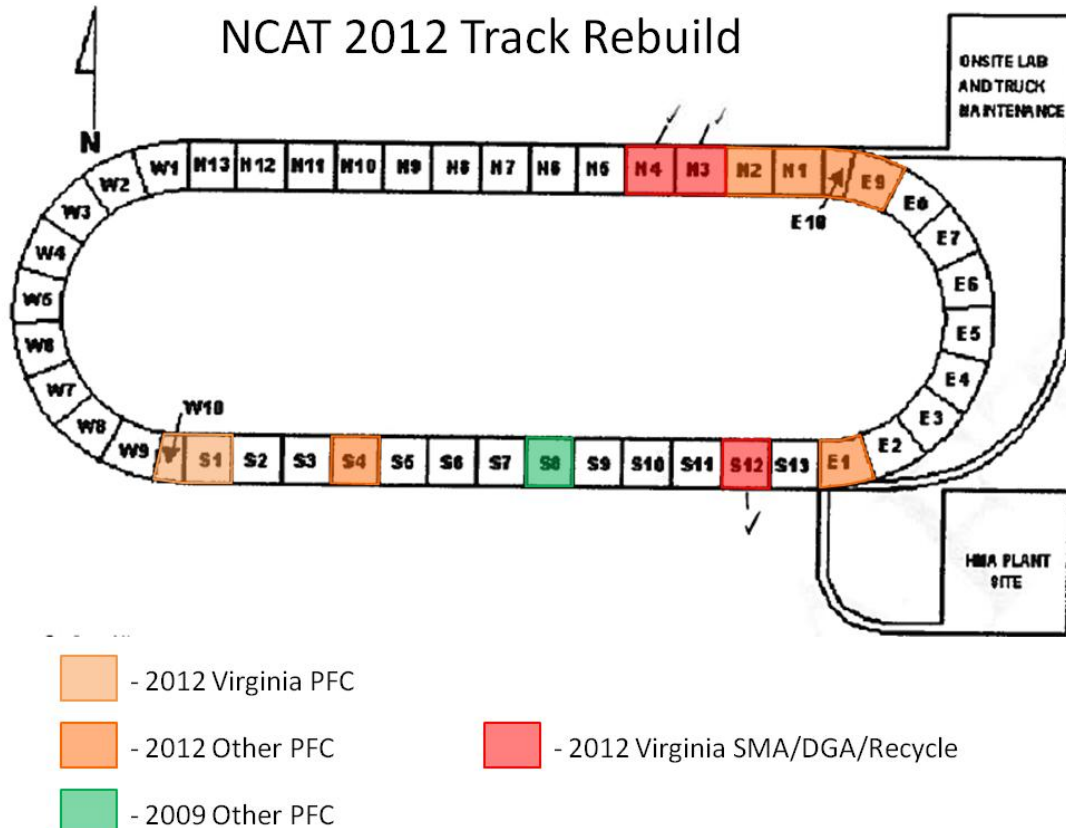 NCAT 2012 Track Rebuild
ONSITE LAB
AND TRUCK
MAINTENANCE
N
W1 N13 N12 N11 N10 N9 N8 N7 N6 N5 N4 N3 N2 N1 E9
W2 E8
W3 E10 E7
W4 E6
W5 E5
W6 E4
W7 E3
W8 W10 E2
W9 S1 S2 S3 S4 S5 S6 S7 S8 S9 S10 S11 S12 S13 E1
HMA PLANT
SITE
- 2012 Virginia PFC
- 2012 Other PFC
- 2012 Virginia SMA/DGA/Recycle
- 2009 Other PFC